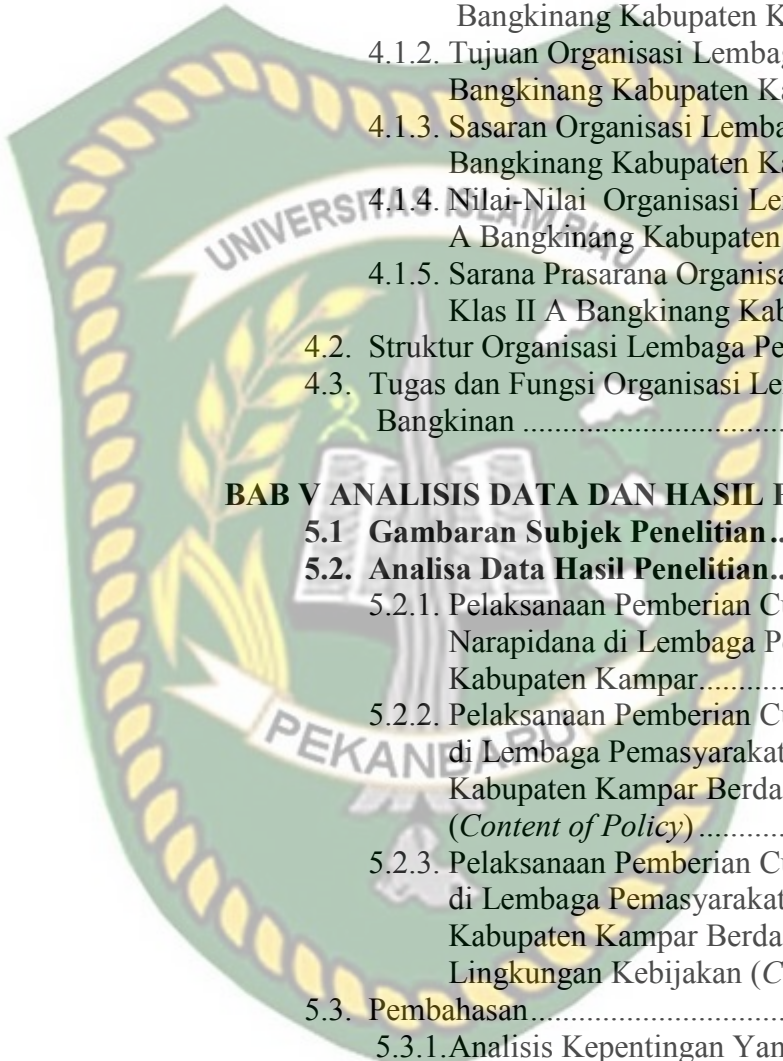 Bangkinang Kabupaten K
4.1.2. Tujuan Organisasi Lembag
Bangkinang Kabupaten Ka
4.1.3. Sasaran Organisasi Lemba
Bangkinang Kabupaten Ka
4.1.4. Nilai-Nilai Organisasi Le
A Bangkinang Kabupaten
4.1.5. Sarana Prasarana Organisa
Klas II A Bangkinang Kab
4.2. Struktur Organisasi Lembaga Pe
4.3. Tugas dan Fungsi Organisasi Le
Bangkinan ................................
BAB V ANALISIS DATA DAN HASIL
5.1 Gambaran Subjek Penelitian ..
5.2. Analisa Data Hasil Penelitian..
5.2.1. Pelaksanaan Pemberian C
Narapidana di Lembaga P
Kabupaten Kampar...........
5.2.2. Pelaksanaan Pemberian C
di Lembaga Pemasyarakat
Kabupaten Kampar Berda
(Content of Policy) ...........
5.2.3. Pelaksanaan Pemberian C
di Lembaga Pemasyarakat
Kabupaten Kampar Berda
Lingkungan Kebijakan (C
5.3. Pembahasan................................
5.3.1.Analisis Kepentingan Yan
UNIVERSITAS ISLAM RIAU
PEKANBARU